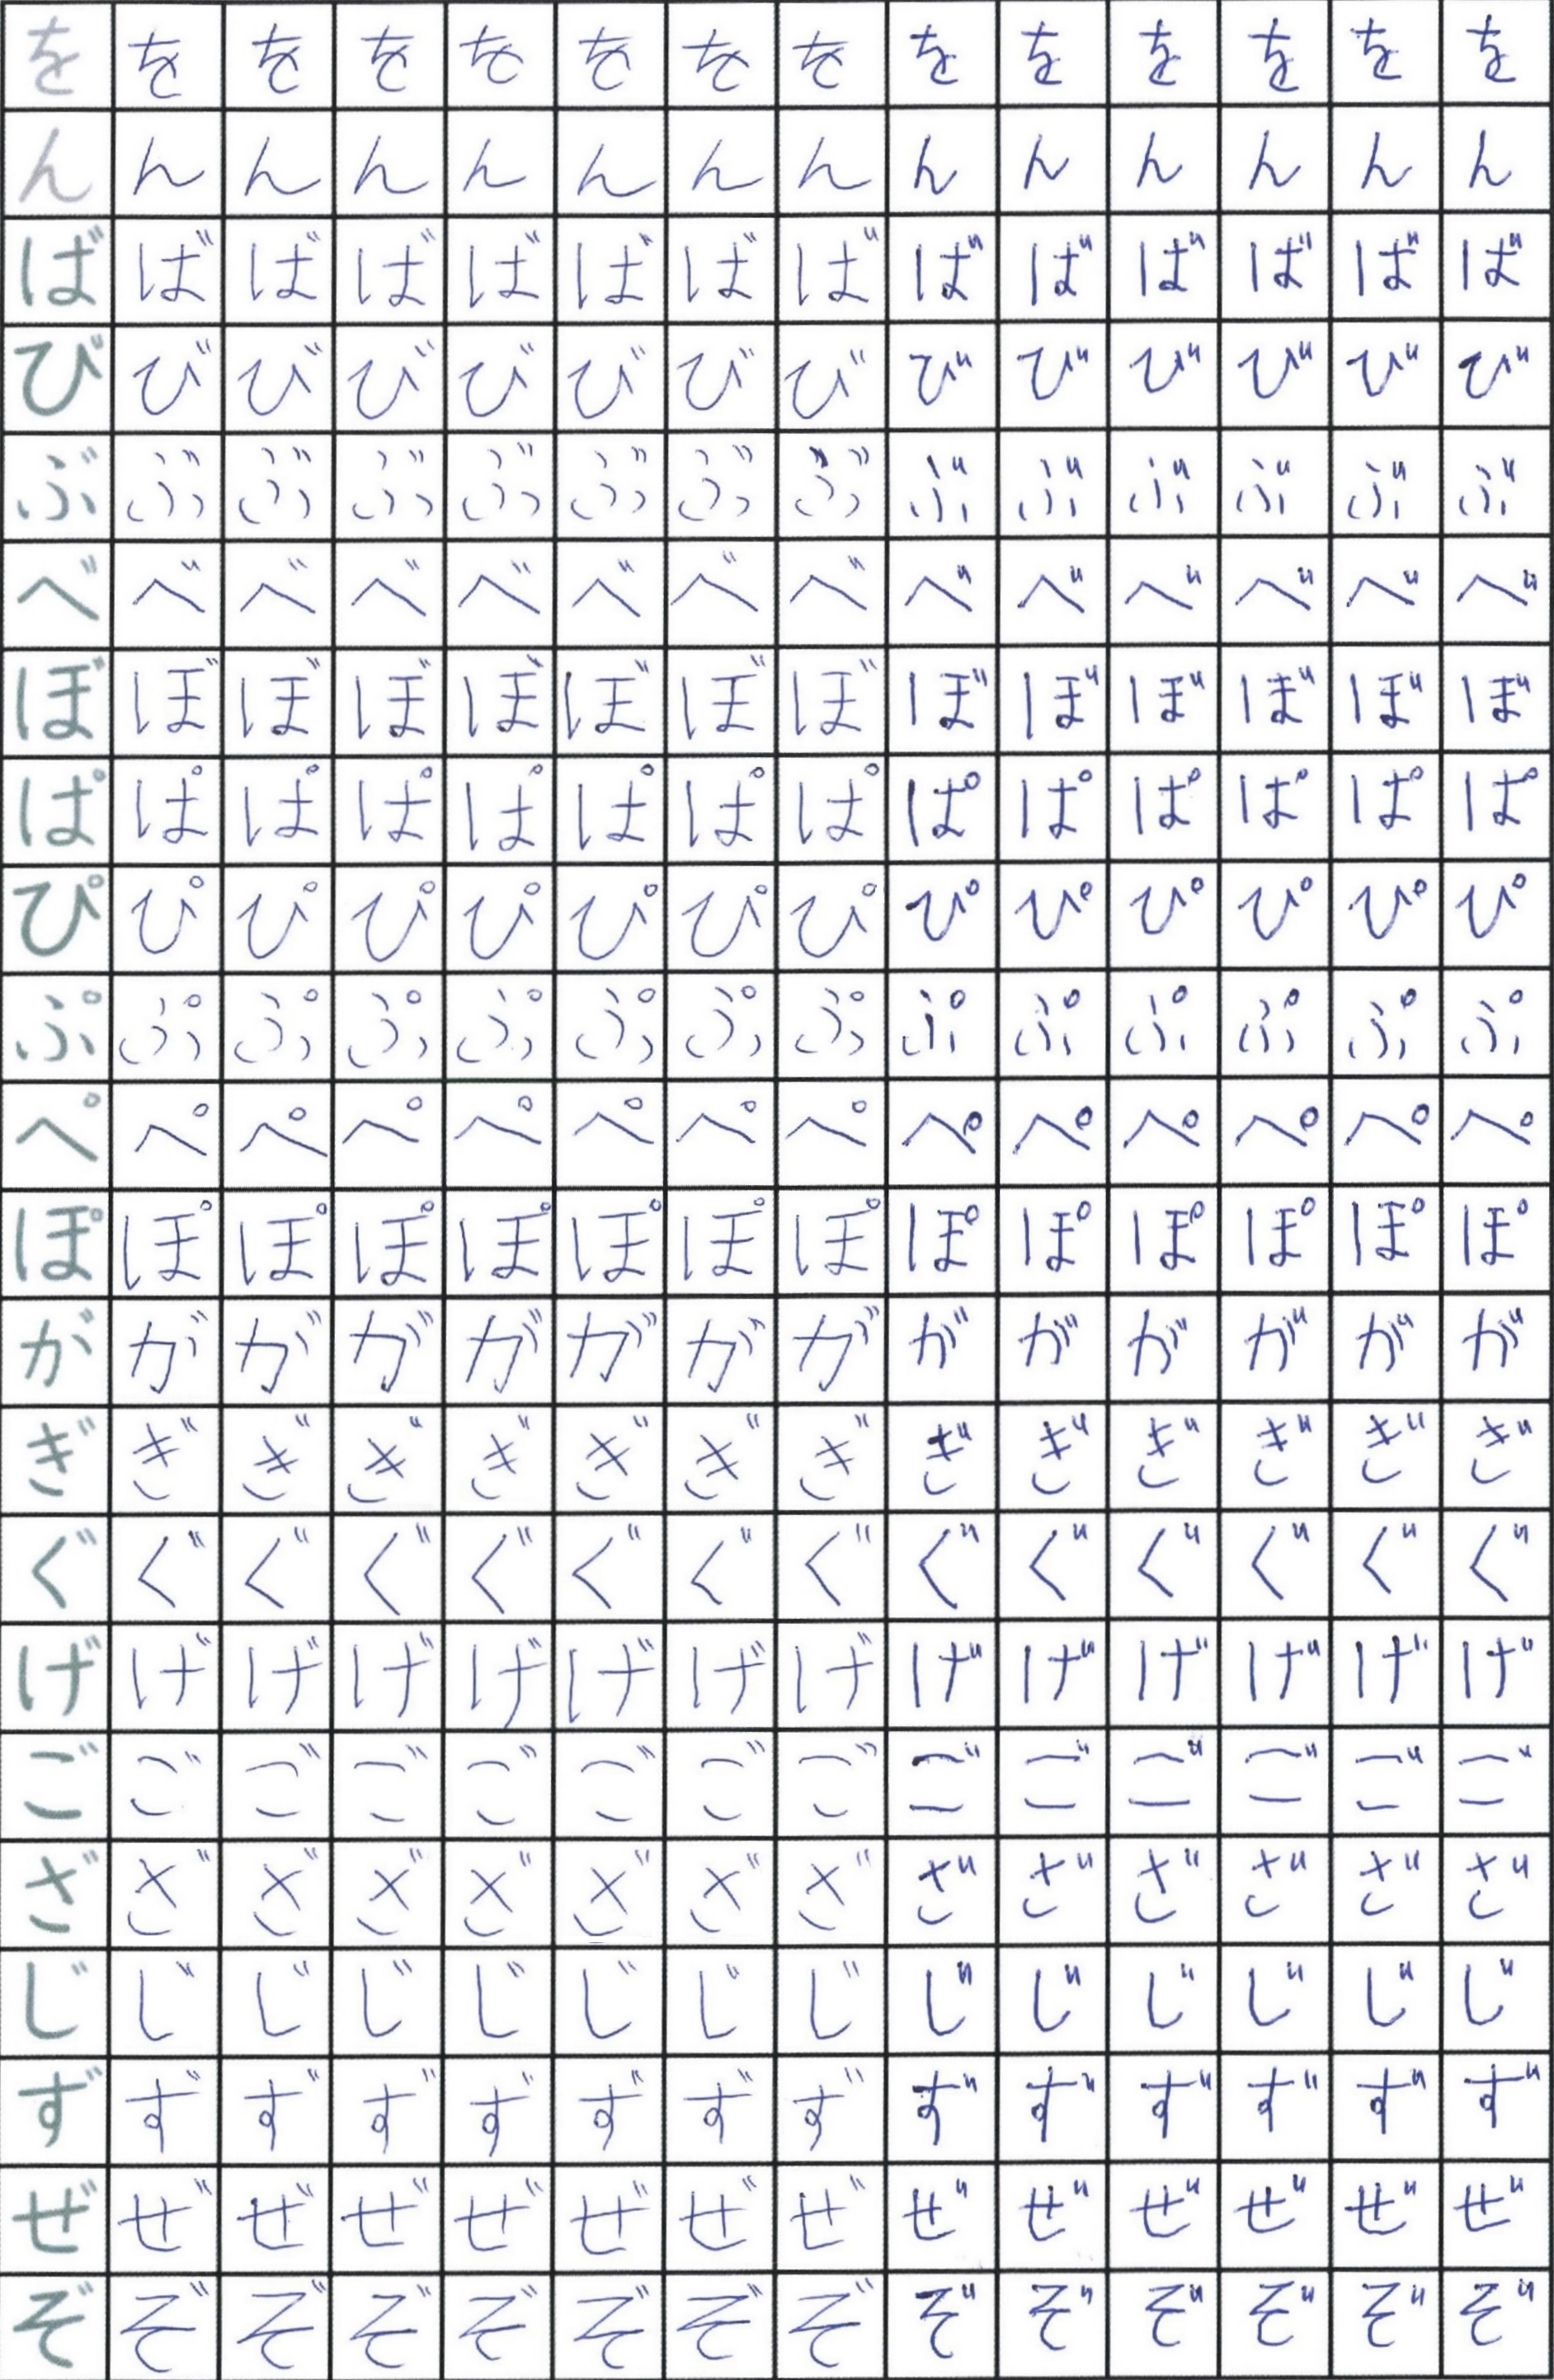 を を を を を を を を を を を を を を
ん ん ん ん ん ん ん ん ん ん ん ん ん ん
ば ば ば ば ば ば ば ば ば ば ば ば ば ば
び び び び び び び び び び び び び び
ぶ ぶ ぶ ぶ ぶ ぶ ぶ ぶ ぶ ぶ ぶ ぶ ぶ ぶ
べ べ べ べ べ べ べ べ べ べ べ べ べ べ
ぼ ぼ ぼ ぼ ぼ ぼ ぼ ぼ ぼ ぼ ぼ ぼ ぼ ぼ
ぱ ぱ ぱ ぱ ぱ ぱ ぱ ぱ ぱ ぱ ぱ ぱ ぱ ぱ
ぴ ぴ ぴ ぴ ぴ ぴ ぴ ぴ ぴ ぴ ぴ ぴ ぴ ぴ
ぷ ぷ ぷ ぷ ぷ ぷ ぷ ぷ ぷ ぷ ぷ ぷ ぷ ぷ
ぺ ぺ ぺ ぺ ぺ ぺ ぺ ぺ ぺ ぺ ぺ ぺ ぺ ぺ
ぽ ぽ ぽ ぽ ぽ ぽ ぽ ぽ ぽ ぽ ぽ ぽ ぽ ぽ
が が が が が が が が が が が が が が
ぎ ぎ ぎ ぎ ぎ ぎ ぎ ぎ ぎ ぎ ぎ ぎ ぎ ぎ
ぐ ぐ ぐ ぐ ぐ ぐ ぐ ぐ ぐ ぐ ぐ ぐ ぐ ぐ
げ げ げ げ げ げ げ げ げ げ げ げ げ げ
ご ご ご ご ご ご ご ご ご ご ご ご ご ご
ざ ざ ざ ざ ざ ざ ざ ざ ざ ざ ざ ざ ざ ざ
じ じ じ じ じ じ じ じ じ じ じ じ じ じ
ず ず ず ず ず ず ず ず ず ず ず ず ず ず
ぜ ぜ ぜ ぜ ぜ ぜ ぜ ぜ ぜ ぜ ぜ ぜ ぜ ぜ
ぞ ぞ ぞ ぞ ぞ ぞ ぞ ぞ ぞ ぞ ぞ ぞ ぞ ぞ